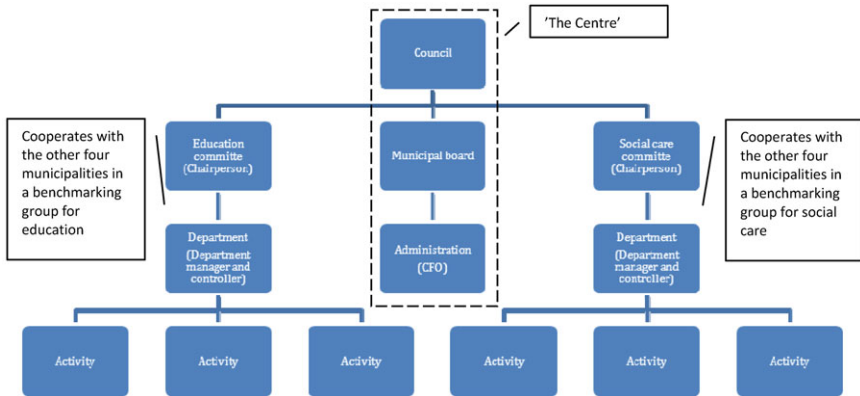 'The Centre'
Council
Cooperates with
the other four
municipalities in
a benchmarking
group for
education
Education
committe
(Chairperson)
Municipal board
Social care
committe
(Chairperson)
Cooperates with
the other four
municipalities in
a benchmarking
group for social
care
Department
(Department
manager and
controller)
Administration
(CFO)
Department
(Department
manager and
controller)
Activity
Activity
Activity
Activity
Activity
Activity